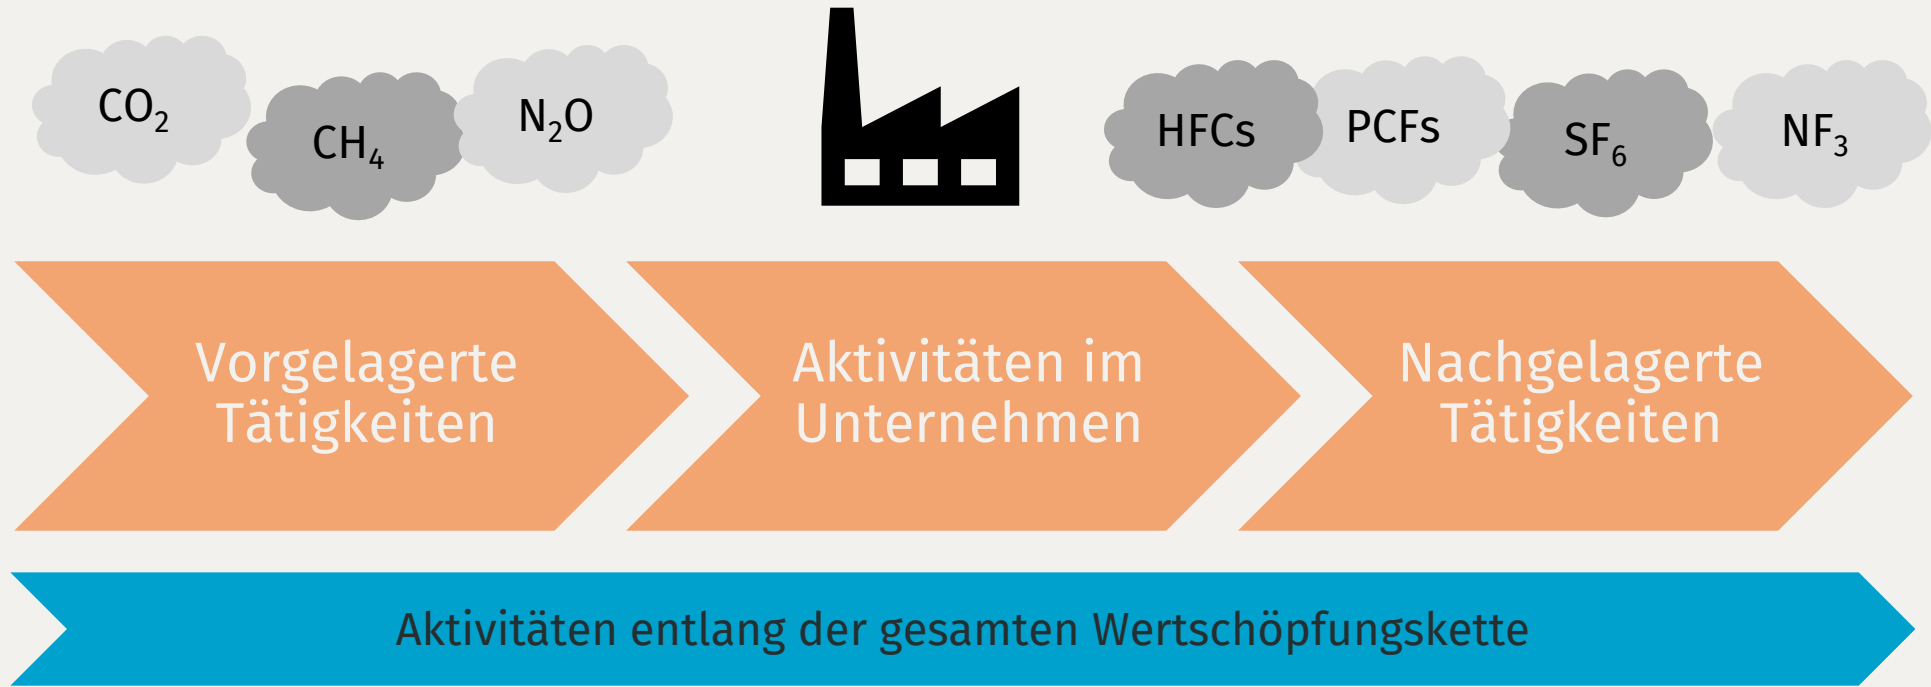 CO₂
CH₄
N₂O
HFCs
PCFs
SF₆
NF₃
Vorgelagerte
Tätigkeiten
Aktivitäten im
Unternehmen
Nachgelagerte
Tätigkeiten
Aktivitäten entlang der gesamten Wertschöpfungskette